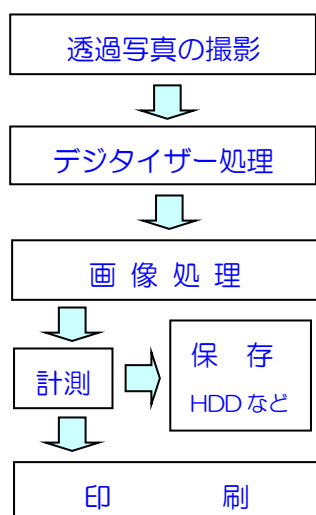 透過写真の撮影
デジタイザー処理
画 像 処 理
保 存
計測
HDDなど
印 刷